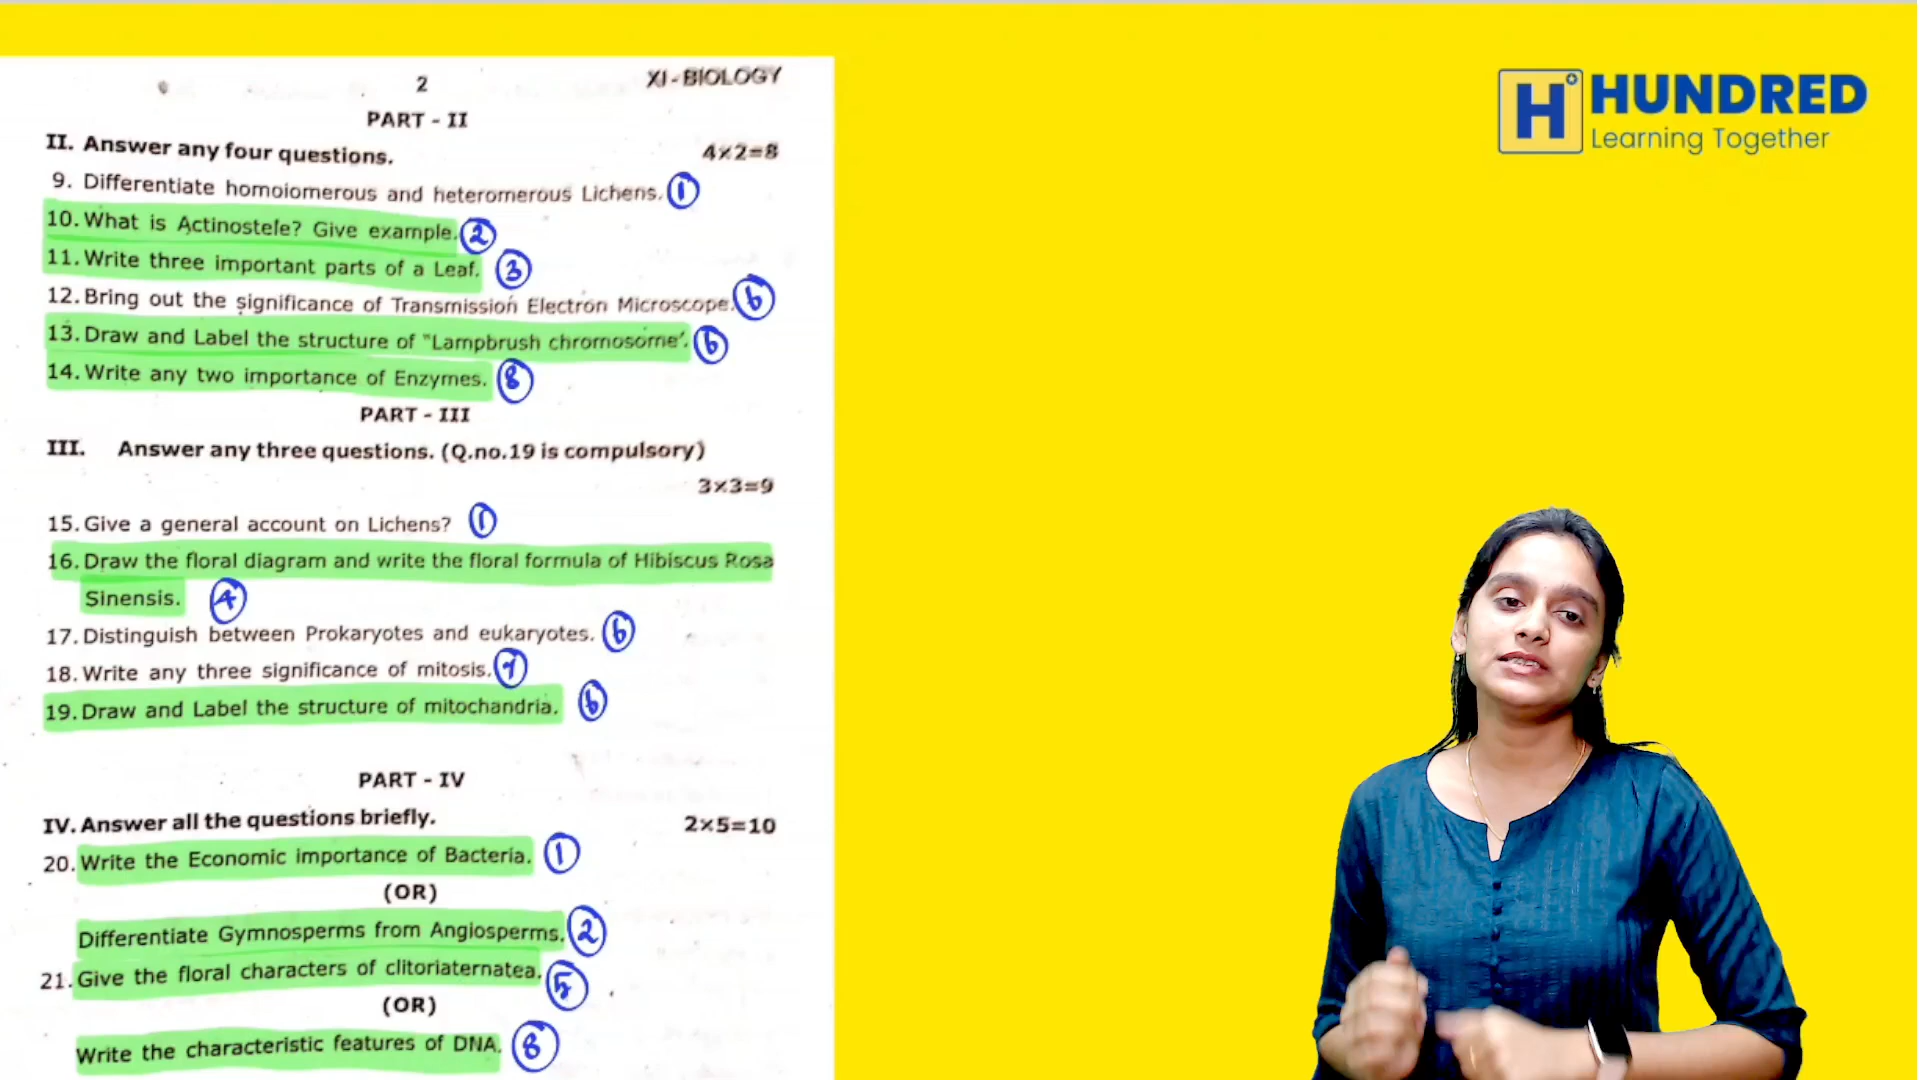 2
XI - BIOLOGY
PART - II
II. Answer any four questions.
4×2=8
9. Differentiate homoiomerous and heteromerous Lichens. 1
10. What is Actinostele? Give example. 2
11. Write three important parts of a Leaf. 3
12. Bring out the significance of Transmission Electron Microscope. 6
13. Draw and Label the structure of "Lampbrush chromosome'. 6
14. Write any two importance of Enzymes. 8
PART - III
III. Answer any three questions. (Q.no.19 is compulsory)
3×3=9
15. Give a general account on Lichens? 1
16. Draw the floral diagram and write the floral formula of Hibiscus Rosa
Sinensis. 4
17. Distinguish between Prokaryotes and eukaryotes. 6
18. Write any three significance of mitosis. 7
19. Draw and Label the structure of mitochandria. 6
PART - IV
IV. Answer all the questions briefly.
2×5=10
20. Write the Economic importance of Bacteria. 1
(OR)
Differentiate Gymnosperms from Angiosperms. 2
21. Give the floral characters of clitoriaternatea. 5
(OR)
Write the characteristic features of DNA. 8
H HUNDRED
Learning Together